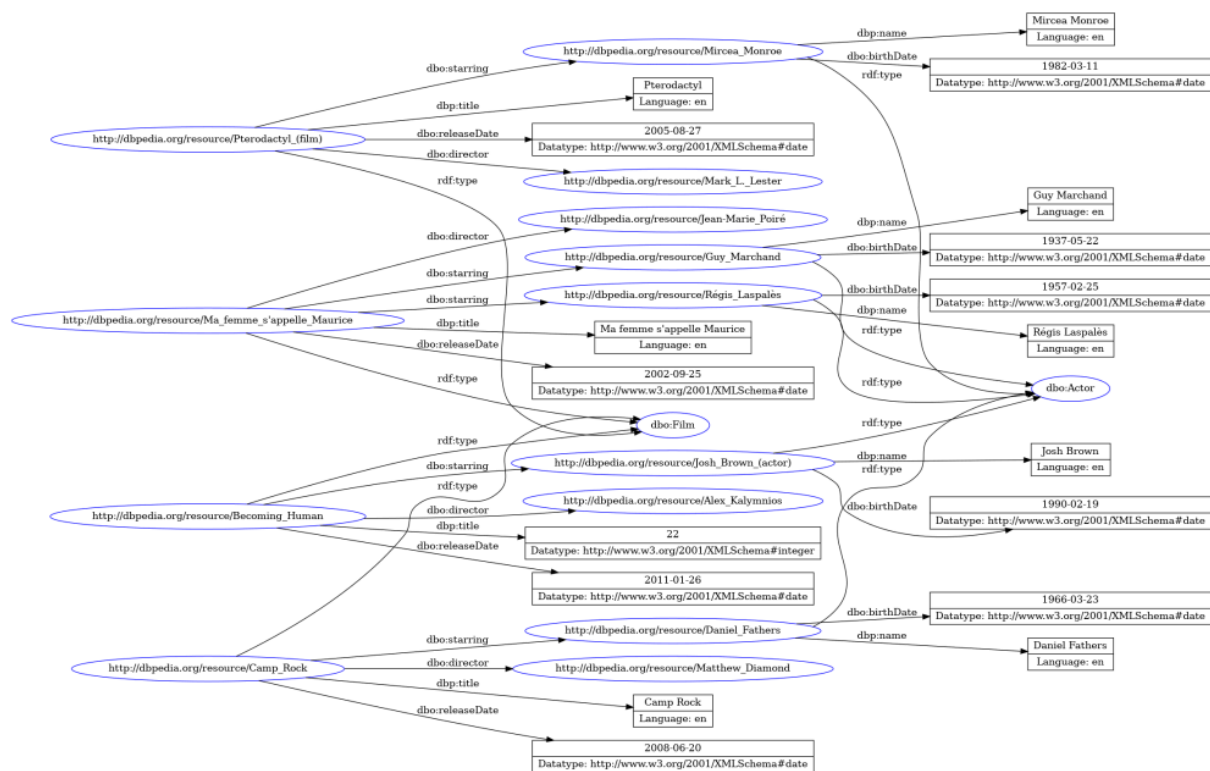 Mircea Monroe
Language: en
dbp:name
http://dbpedia.org/resource/Mircea_Monroe
dbo:birthDate
1982-03-11
Datatype: http://www.w3.org/2001/XMLSchema#date
rdf:type
dbo:starring
Pterodactyl
Language: en
dbp:title
http://dbpedia.org/resource/Pterodactyl_(film)
dbo:releaseDate
2005-08-27
Datatype: http://www.w3.org/2001/XMLSchema#date
dbo:director
http://dbpedia.org/resource/Mark_L._Lester
rdf:type
http://dbpedia.org/resource/Jean-Marie_Poiré
dbo:director
Guy Marchand
Language: en
dbp:name
http://dbpedia.org/resource/Guy_Marchand
dbo:birthDate
1937-05-22
Datatype: http://www.w3.org/2001/XMLSchema#date
dbo:starring
http://dbpedia.org/resource/Régis_Laspalès
dbo:birthDate
1957-02-25
Datatype: http://www.w3.org/2001/XMLSchema#date
dbo:starring
dbp:name
http://dbpedia.org/resource/Ma_femme_s'appelle_Maurice
dbp:title
Ma femme s'appelle Maurice
Language: en
rdf:type
Régis Laspalès
Language: en
dbo:releaseDate
2002-09-25
Datatype: http://www.w3.org/2001/XMLSchema#date
rdf:type
rdf:type
dbo:Actor
dbo:Film
rdf:type
rdf:type
dbo:starring
http://dbpedia.org/resource/Josh_Brown_(actor)
dbp:name
Josh Brown
Language: en
rdf:type
rdf:type
http://dbpedia.org/resource/Becoming_Human
dbo:director
http://dbpedia.org/resource/Alex_Kalymnios
dbo:birthDate
1990-02-19
Datatype: http://www.w3.org/2001/XMLSchema#date
dbp:title
22
Datatype: http://www.w3.org/2001/XMLSchema#integer
dbo:releaseDate
2011-01-26
Datatype: http://www.w3.org/2001/XMLSchema#date
dbo:birthDate
1966-03-23
Datatype: http://www.w3.org/2001/XMLSchema#date
dbo:starring
http://dbpedia.org/resource/Daniel_Fathers
dbp:name
Daniel Fathers
Language: en
http://dbpedia.org/resource/Camp_Rock
dbo:director
http://dbpedia.org/resource/Matthew_Diamond
dbp:title
Camp Rock
Language: en
dbo:releaseDate
2008-06-20
Datatype: http://www.w3.org/2001/XMLSchema#date